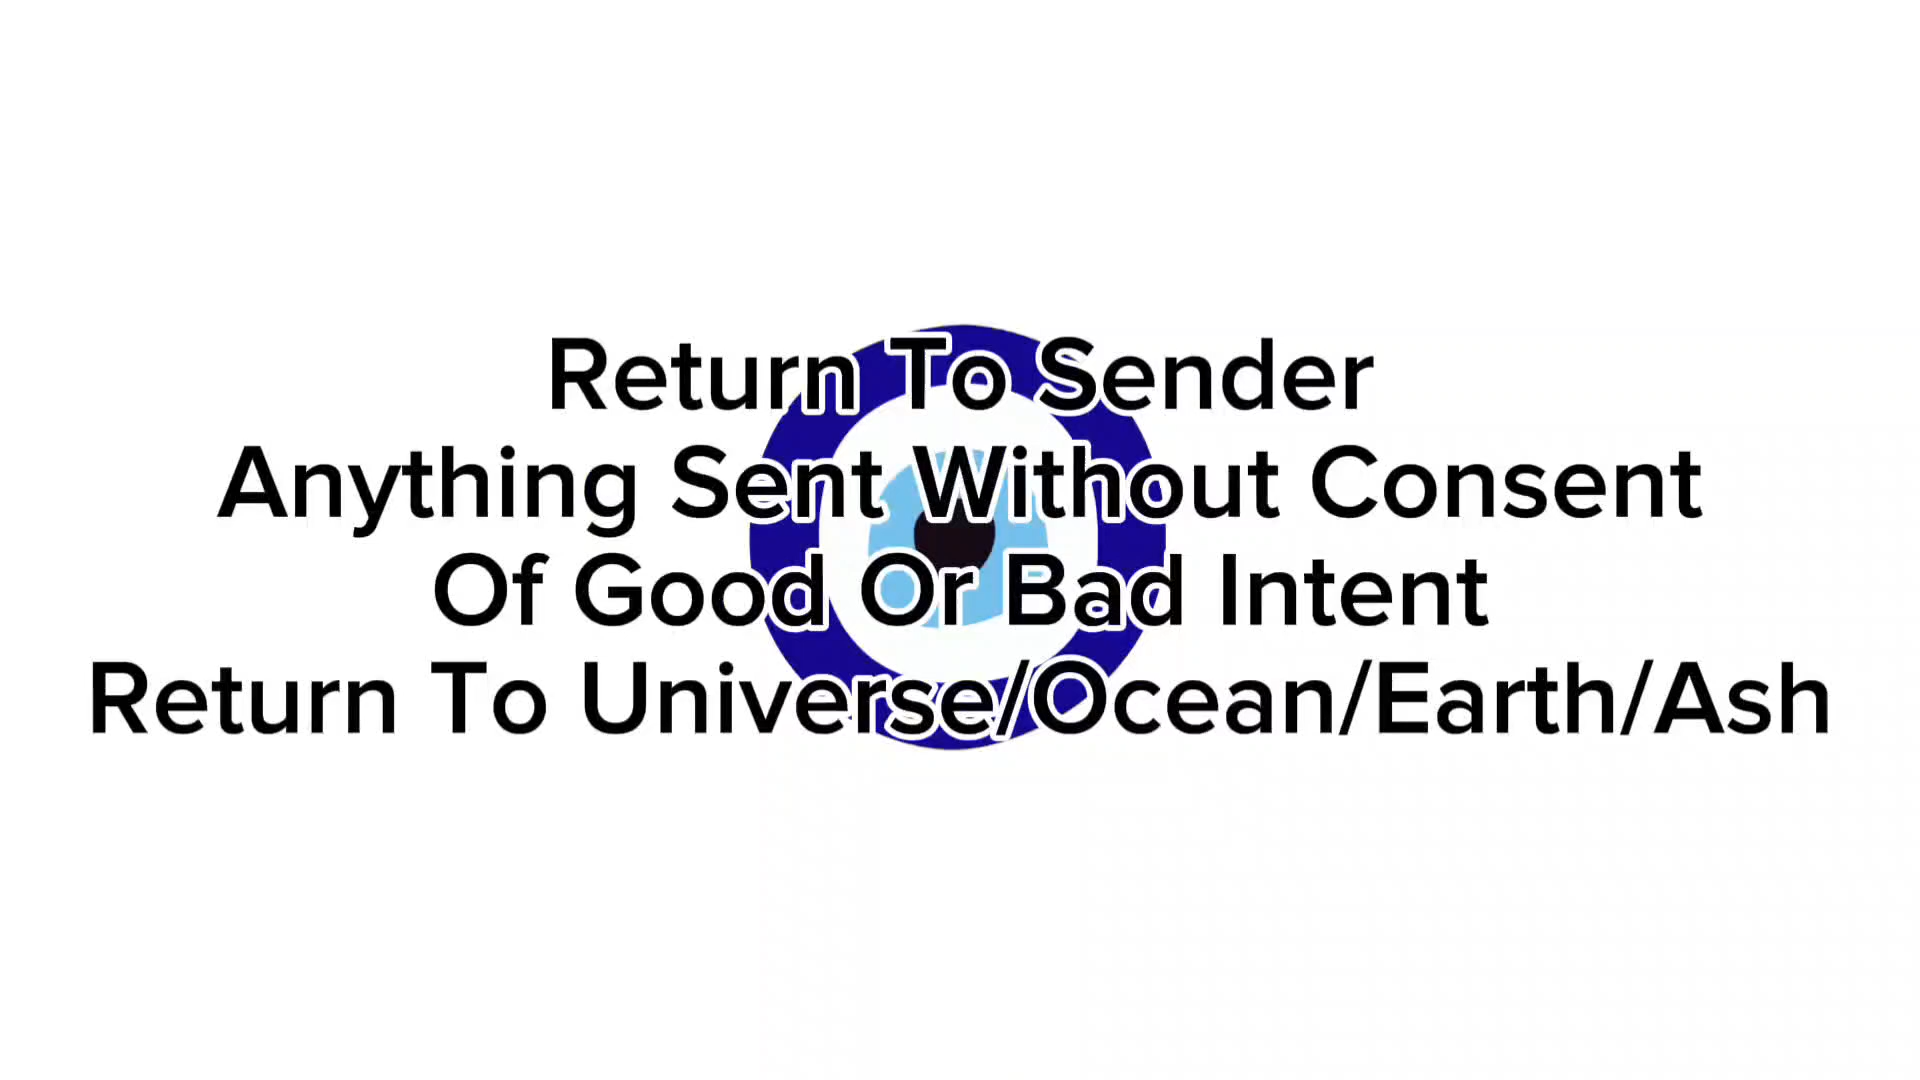 Return To Sender
Anything Sent Without Consent
Of Good Or Bad Intent
Return To Universe/Ocean/Earth/Ash